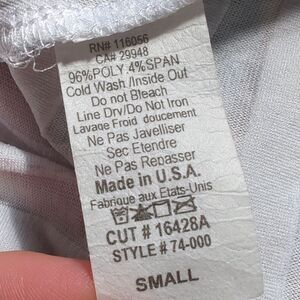 RN# 116056
CA# 29948
96%POLY 4%SPAN
Cold Wash /Inside Out
Do not Bleach
Line Dry/Do Not Iron
Lavage Froid doucement
Ne Pas Javelliser
Sec Etendre
Ne Pas Repasser
Made in U.S.A.
Fabrique aux Etats-Unis
CUT # 16428A
STYLE # 74-000
SMALL